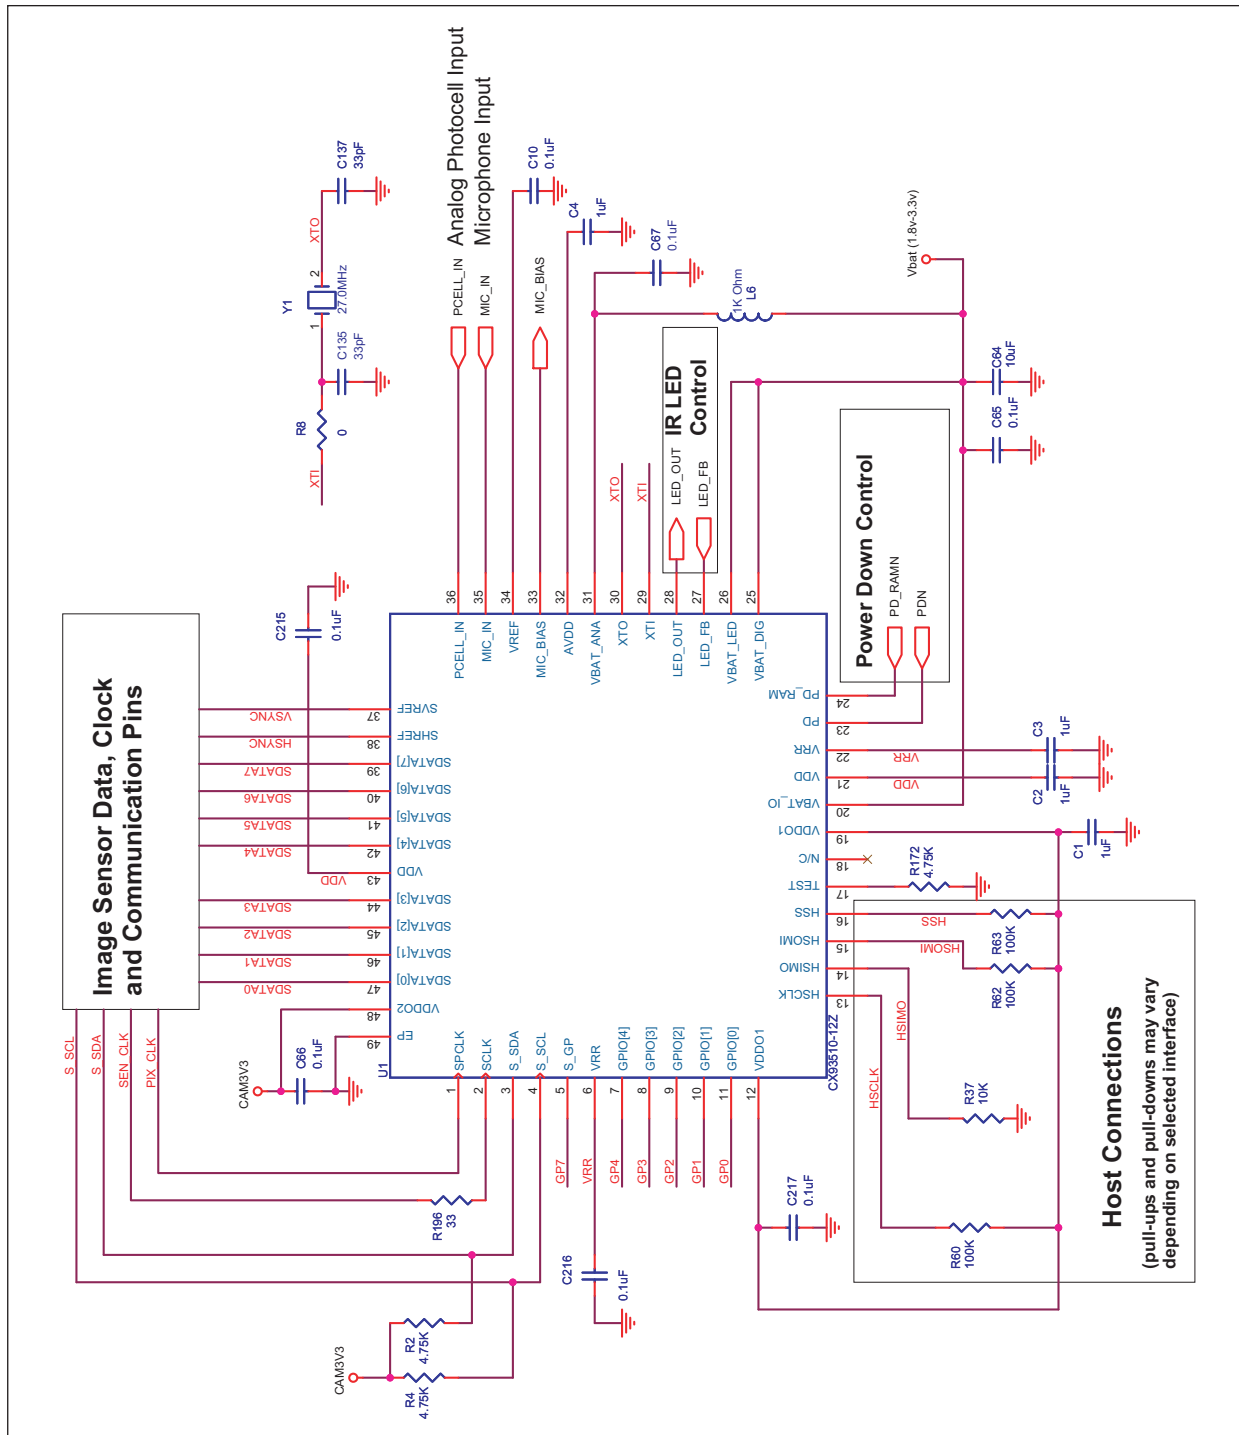 Image Sensor Data, Clock
and Communication Pins
Analog Photocell Input
Microphone Input
XTI
R8
0
C135
33pF
Y1
1
2
27.0MHz
XTO
C137
33pF
PCELL_IN
MIC_IN
MIC_BIAS
C10
0.1uF
C4
1uF
C67
0.1uF
1K Ohm
L6
Vbat (1.8v-3.3v)
C64
10uF
C65
0.1uF
IR LED
Control
LED_OUT
LED_FB
XTO
XTI
Power Down Control
PD_RAMN
PDN
C215
0.1uF
VSYNC
HSYNC
SDATA7
SDATA6
SDATA5
SDATA4
VDD
SDATA3
SDATA2
SDATA1
SDATA0
37
38
39
40
41
42
43
44
45
46
47
48
49
SVREF
SHREF
SDATA[7]
SDATA[6]
SDATA[5]
SDATA[4]
VDD
SDATA[3]
SDATA[2]
SDATA[1]
SDATA[0]
VDDO2
EP
36
35
34
33
32
31
30
29
28
27
26
25
PCELL_IN
MIC_IN
VREF
MIC_BIAS
AVDD
VBAT_ANA
XTO
XTI
LED_OUT
LED_FB
VBAT_LED
VBAT_DIG
PD_RAM
PD
VRR
VDD
VBAT_IO
VDDO1
N/C
TEST
HSS
HSOMI
HSIMO
HSCLK
24
23
22
21
20
19
18
17
16
15
14
13
VRR
VDD
C3
1uF
C2
1uF
C1
1uF
R172
4.75K
HSS
HSOMI
HSIMO
HSCLK
R63
100K
R62
100K
R37
10K
R60
100K
Host Connections
(pull-ups and pull-downs may vary
depending on selected interface)
U1
CX93510-12Z
SPCLK
SCLK
S_SDA
S_SCL
S_GP
VRR
GPIO[4]
GPIO[3]
GPIO[2]
GPIO[1]
GPIO[0]
VDDO1
1
2
3
4
5
6
7
8
9
10
11
12
GP7
VRR
GP4
GP3
GP2
GP1
GP0
S_SCL
S_SDA
SEN_CLK
PIX_CLK
CAM3V3
C66
0.1uF
R196
33
C216
0.1uF
C217
0.1uF
CAM3V3
R2
4.75K
R4
4.75K